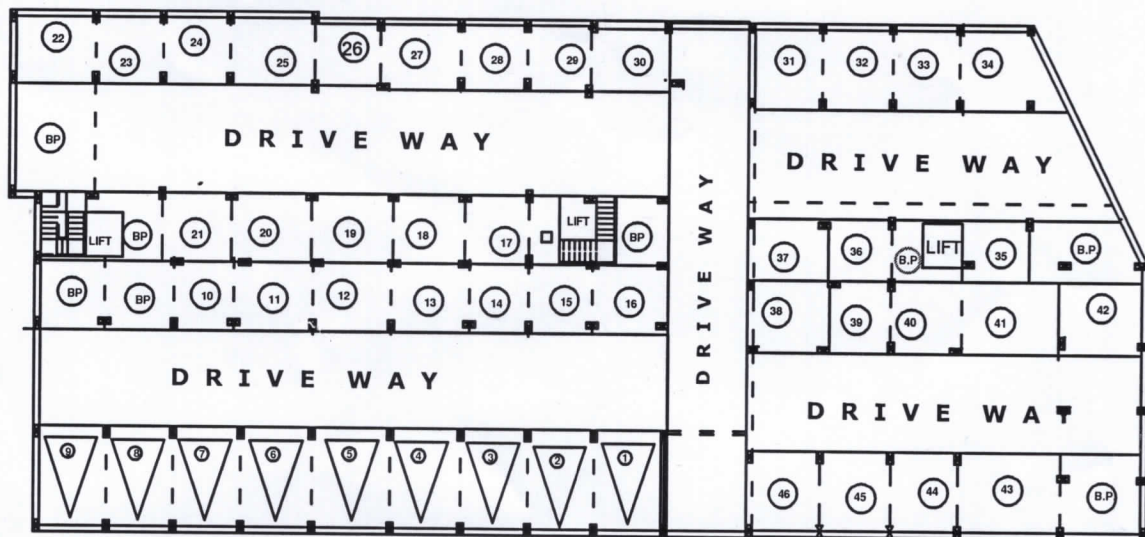 22 23 24 25 26 27 28 29 30 31 32 33 34
BP DRIVE WAY
DRIVE WAY
DRIVE WAY
LIFT BP 21 20 19 18 17 LIFT BP 37 36 B.P LIFT 35 B.P
BP BP 10 11 12 13 14 15 16 38 39 40 41 42
DRIVE WAY
DRIVE WAY
9 8 7 6 5 4 3 2 1 46 45 44 43 B.P